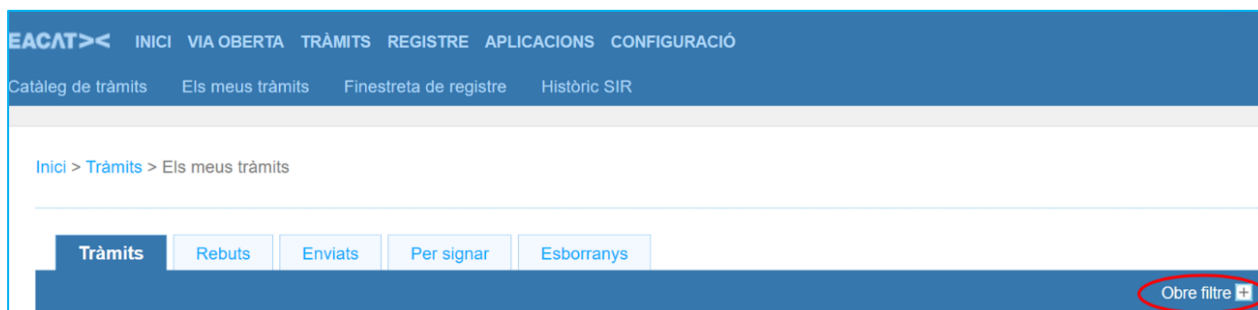 EACAT INICI VIA OBERTA TRÀMITS REGISTRE APLICACIONS CONFIGURACIÓ
Catàleg de tràmits Els meus tràmits Finestreta de registre Històric SIR
Inici > Tràmits > Els meus tràmits
Tràmits Rebuts Enviats Per signar Esborranys
Obre filtre +